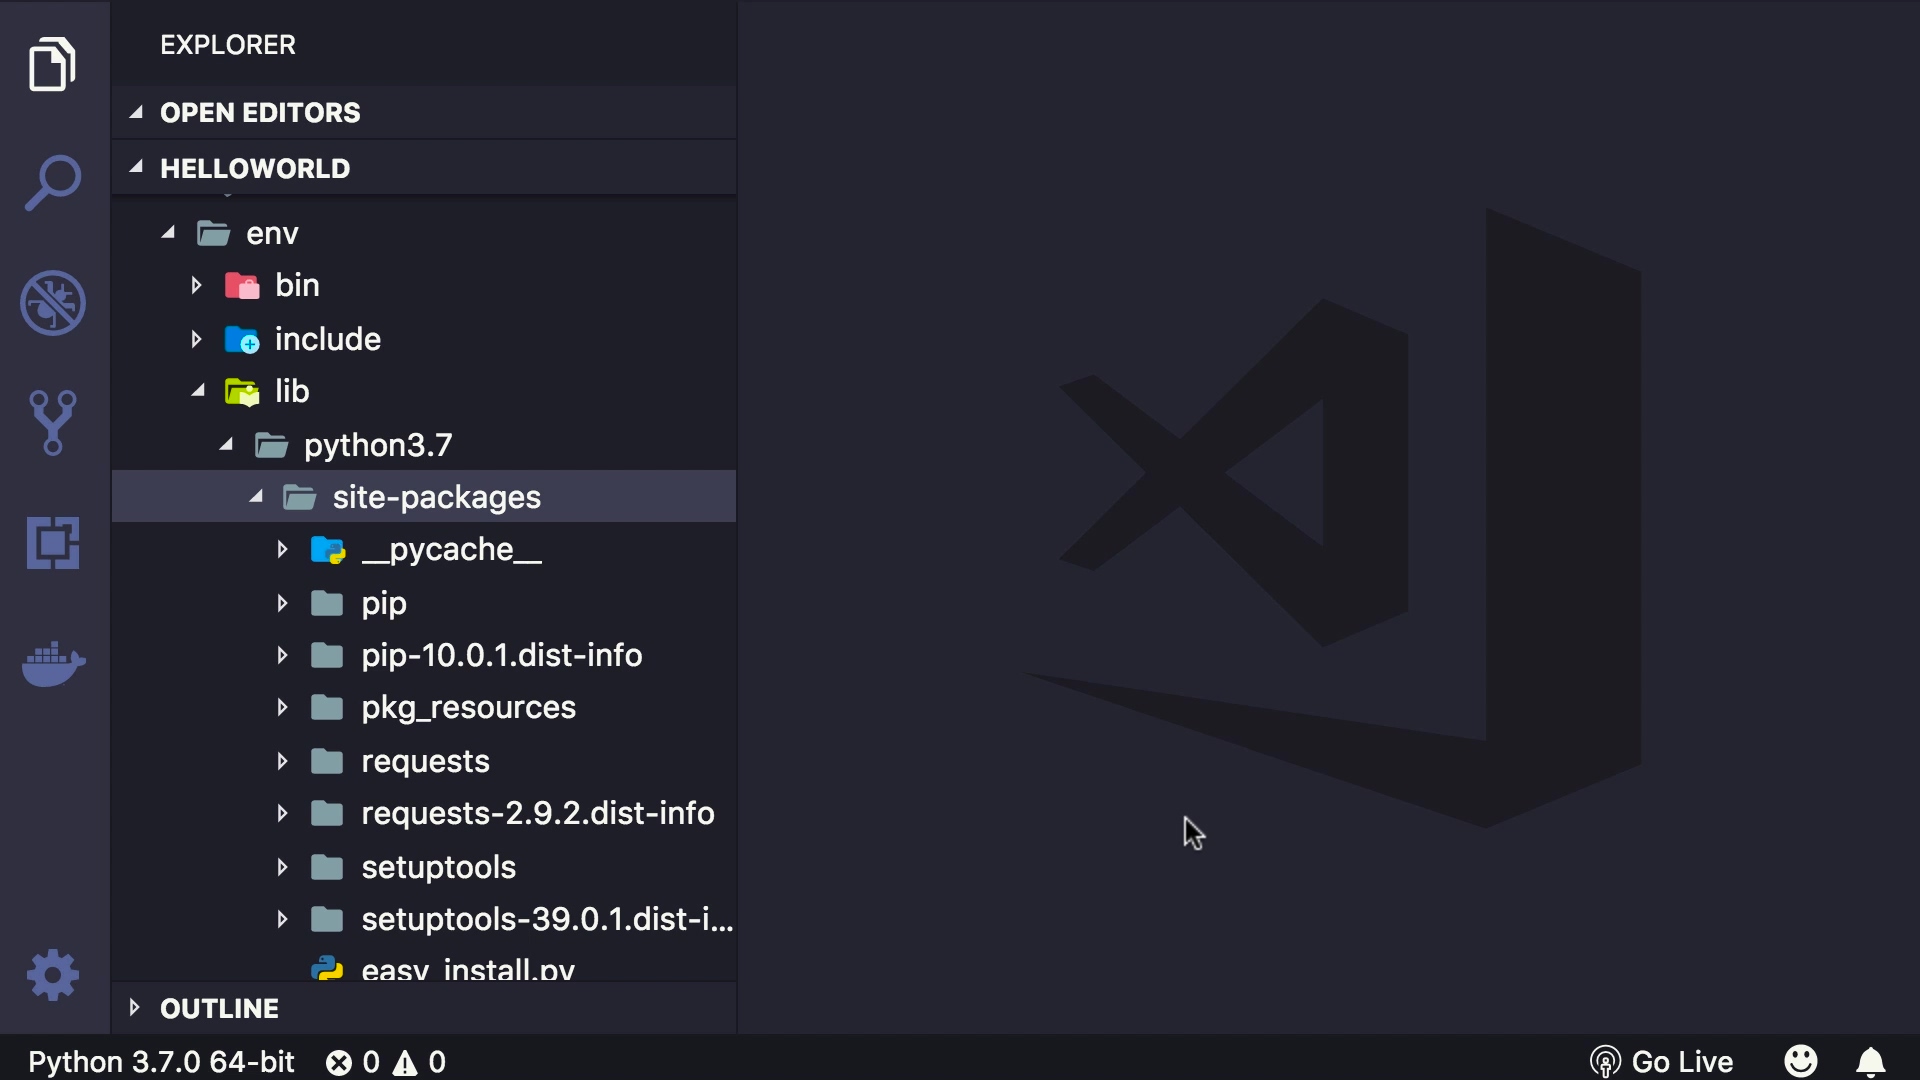 EXPLORER
OPEN EDITORS
HELLOWORLD
env
bin
include
lib
python3.7
site-packages
__pycache__
pip
pip-10.0.1.dist-info
pkg_resources
requests
requests-2.9.2.dist-info
setuptools
setuptools-39.0.1.dist-i...
easy_install.py
OUTLINE
Python 3.7.0 64-bit 0 0 Go Live